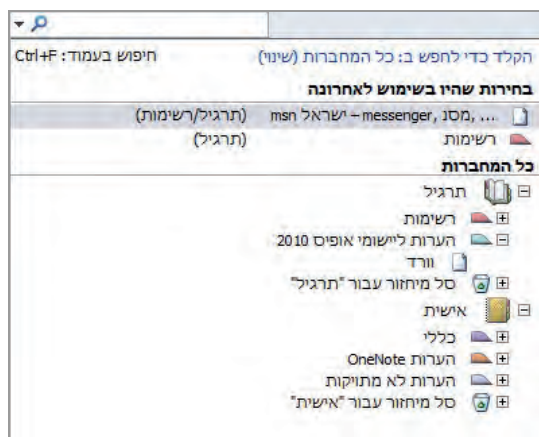 הקלד כדי לחפש ב: כל המחברות (שינוי) חיפוש בעמוד: Ctrl+F
בחירות שהיו בשימוש לאחרונה
... ,מסנ ,messenger – ישראל msn (תרגיל/רשימות)
רשימות (תרגיל)
כל המחברות
תרגיל
רשימות
הערות ליישומי אופיס 2010
וורד
סל מיחזור עבור "תרגיל"
אישית
כללי
הערות OneNote
הערות לא מתויקות
סל מיחזור עבור "אישית"